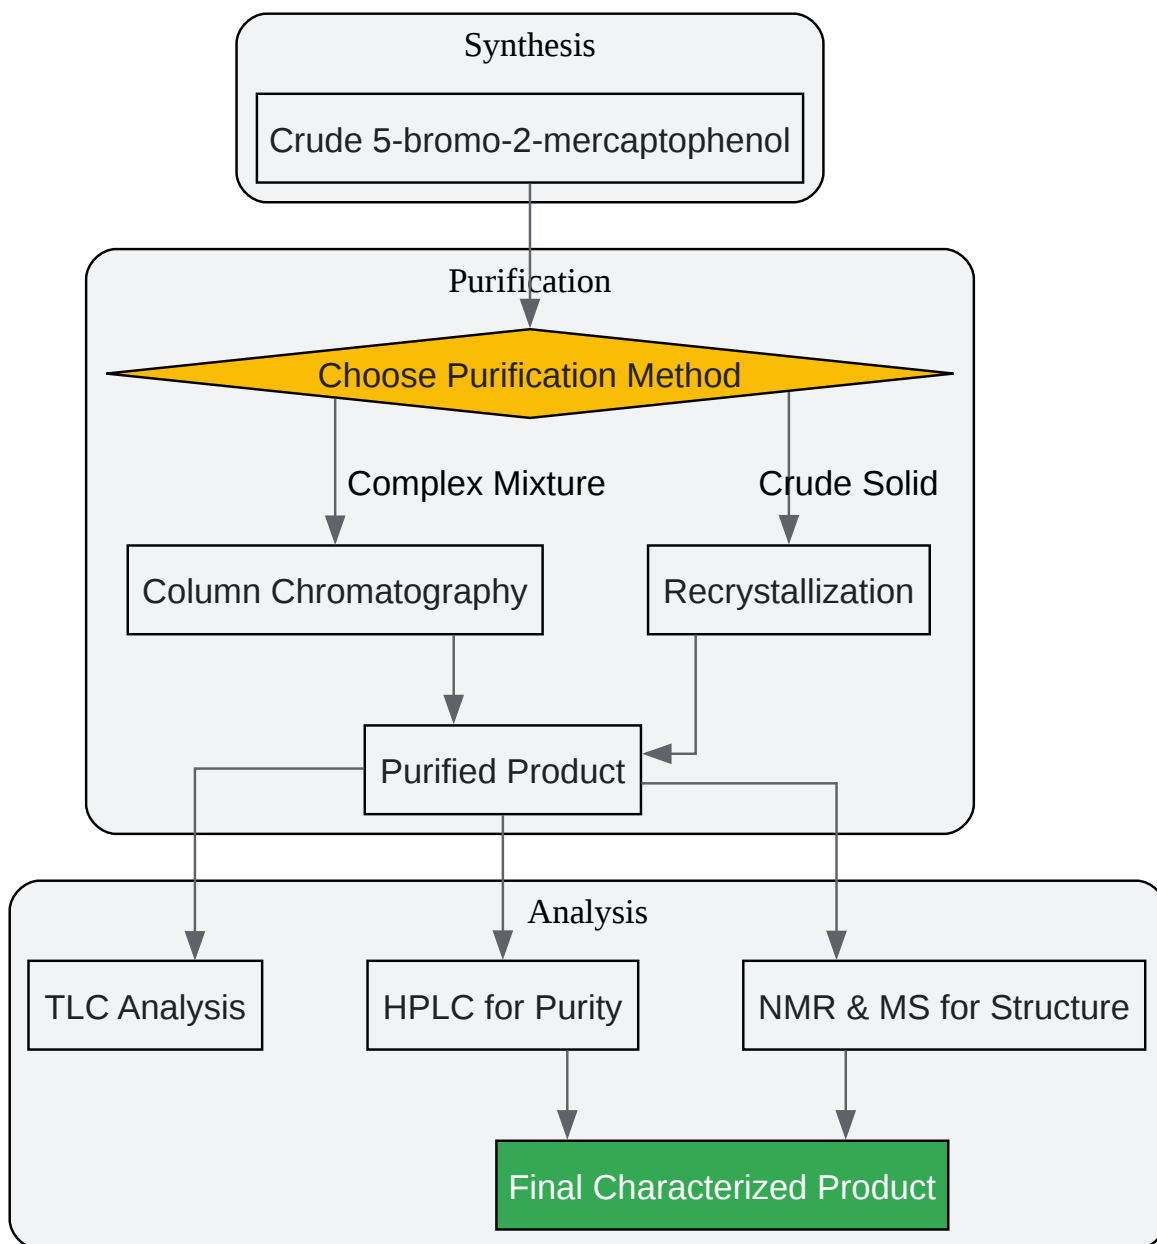 Synthesis
Crude 5-bromo-2-mercaptophenol
Purification
Choose Purification Method
Complex Mixture
Crude Solid
Column Chromatography
Recrystallization
Purified Product
Analysis
TLC Analysis
HPLC for Purity
NMR & MS for Structure
Final Characterized Product